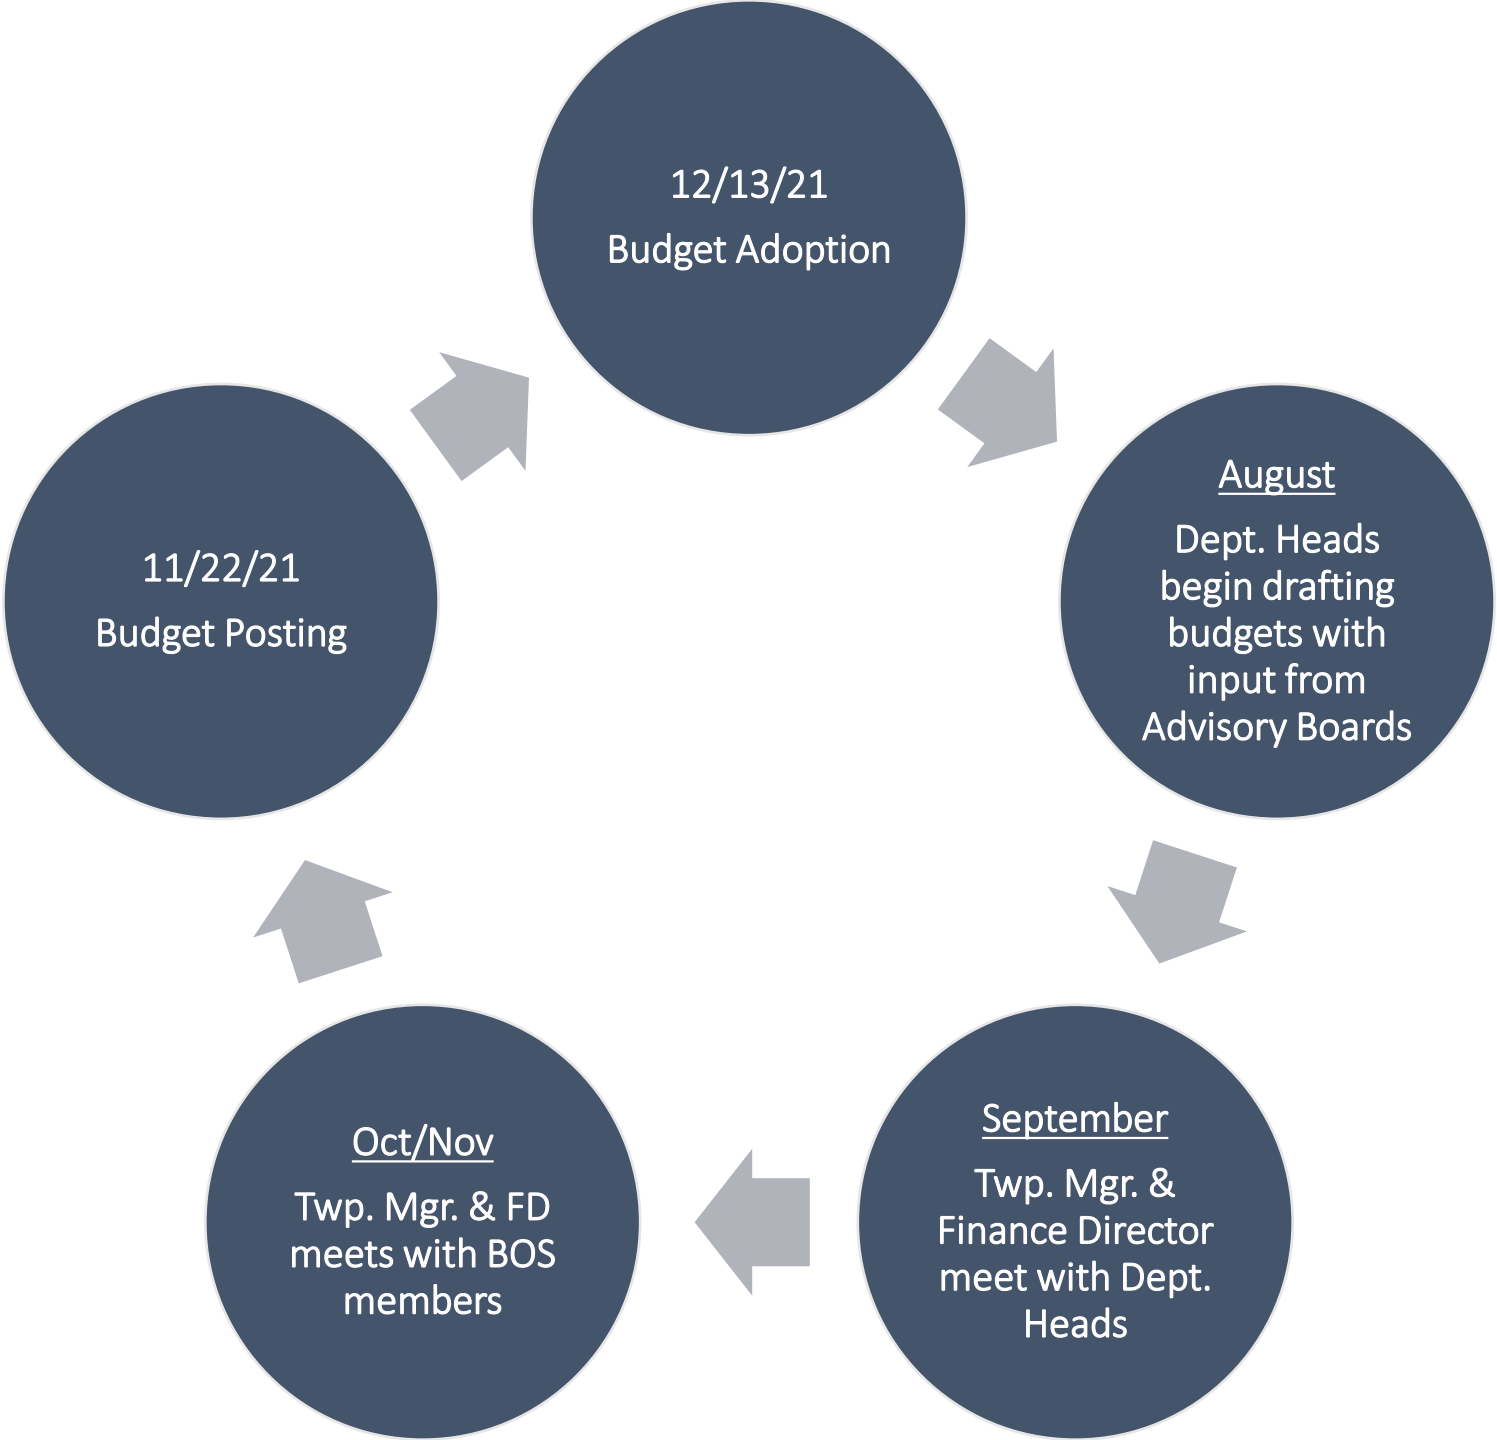 12/13/21
Budget Adoption
August
Dept. Heads
begin drafting
budgets with
input from
Advisory Boards
September
Twp. Mgr. &
Finance Director
meet with Dept.
Heads
Oct/Nov
Twp. Mgr. & FD
meets with BOS
members
11/22/21
Budget Posting